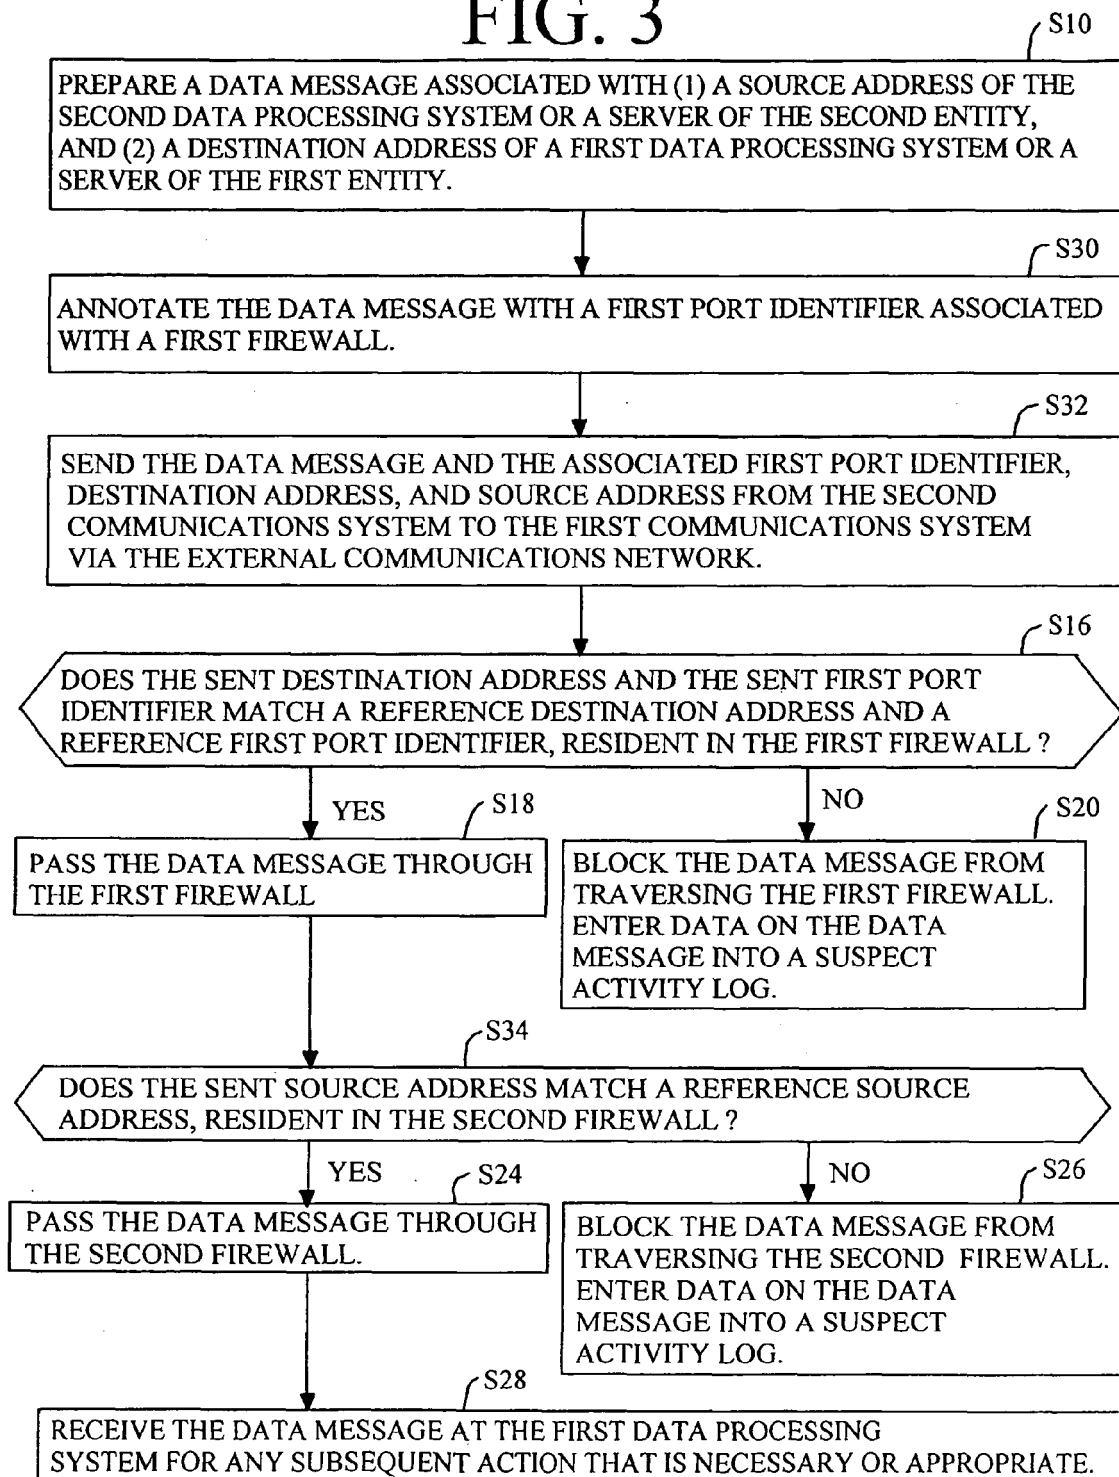 FIG. 3
S10
PREPARE A DATA MESSAGE ASSOCIATED WITH (1) A SOURCE ADDRESS OF THE
SECOND DATA PROCESSING SYSTEM OR A SERVER OF THE SECOND ENTITY,
AND (2) A DESTINATION ADDRESS OF A FIRST DATA PROCESSING SYSTEM OR A
SERVER OF THE FIRST ENTITY.
S30
ANNOTATE THE DATA MESSAGE WITH A FIRST PORT IDENTIFIER ASSOCIATED
WITH A FIRST FIREWALL.
S32
SEND THE DATA MESSAGE AND THE ASSOCIATED FIRST PORT IDENTIFIER,
DESTINATION ADDRESS, AND SOURCE ADDRESS FROM THE SECOND
COMMUNICATIONS SYSTEM TO THE FIRST COMMUNICATIONS SYSTEM
VIA THE EXTERNAL COMMUNICATIONS NETWORK.
S16
DOES THE SENT DESTINATION ADDRESS AND THE SENT FIRST PORT
IDENTIFIER MATCH A REFERENCE DESTINATION ADDRESS AND A
REFERENCE FIRST PORT IDENTIFIER, RESIDENT IN THE FIRST FIREWALL ?
YES
S18
PASS THE DATA MESSAGE THROUGH
THE FIRST FIREWALL
NO
S20
BLOCK THE DATA MESSAGE FROM
TRAVERSING THE FIRST FIREWALL.
ENTER DATA ON THE DATA
MESSAGE INTO A SUSPECT
ACTIVITY LOG.
S34
DOES THE SENT SOURCE ADDRESS MATCH A REFERENCE SOURCE
ADDRESS, RESIDENT IN THE SECOND FIREWALL ?
YES
S24
PASS THE DATA MESSAGE THROUGH
THE SECOND FIREWALL.
NO
S26
BLOCK THE DATA MESSAGE FROM
TRAVERSING THE SECOND FIREWALL.
ENTER DATA ON THE DATA
MESSAGE INTO A SUSPECT
ACTIVITY LOG.
S28
RECEIVE THE DATA MESSAGE AT THE FIRST DATA PROCESSING
SYSTEM FOR ANY SUBSEQUENT ACTION THAT IS NECESSARY OR APPROPRIATE.